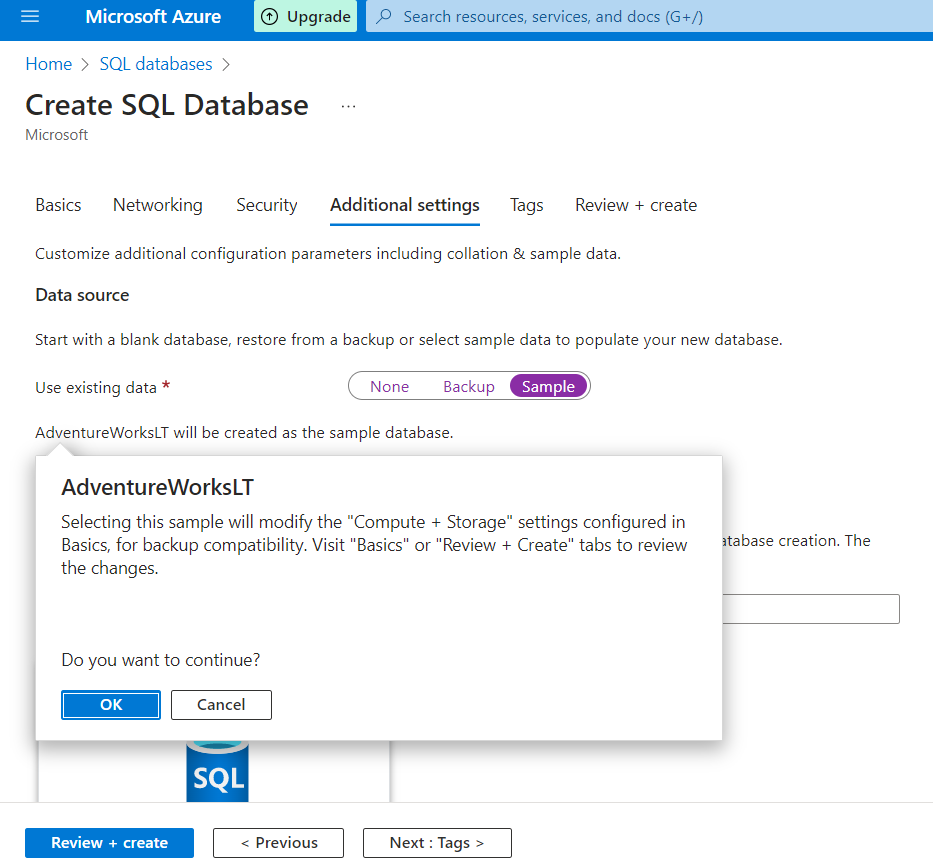 Microsoft Azure
Upgrade
Search resources, services, and docs (G+/)
Home > SQL databases >
Create SQL Database ...
Microsoft
Basics Networking Security Additional settings Tags Review + create
Customize additional configuration parameters including collation & sample data.
Data source
Start with a blank database, restore from a backup or select sample data to populate your new database.
Use existing data *
None Backup Sample
AdventureWorksLT will be created as the sample database.
AdventureWorksLT
Selecting this sample will modify the "Compute + Storage" settings configured in
Basics, for backup compatibility. Visit "Basics" or "Review + Create" tabs to review
the changes.
creation. The
Do you want to continue?
OK Cancel
SQL
Review + create < Previous Next : Tags >